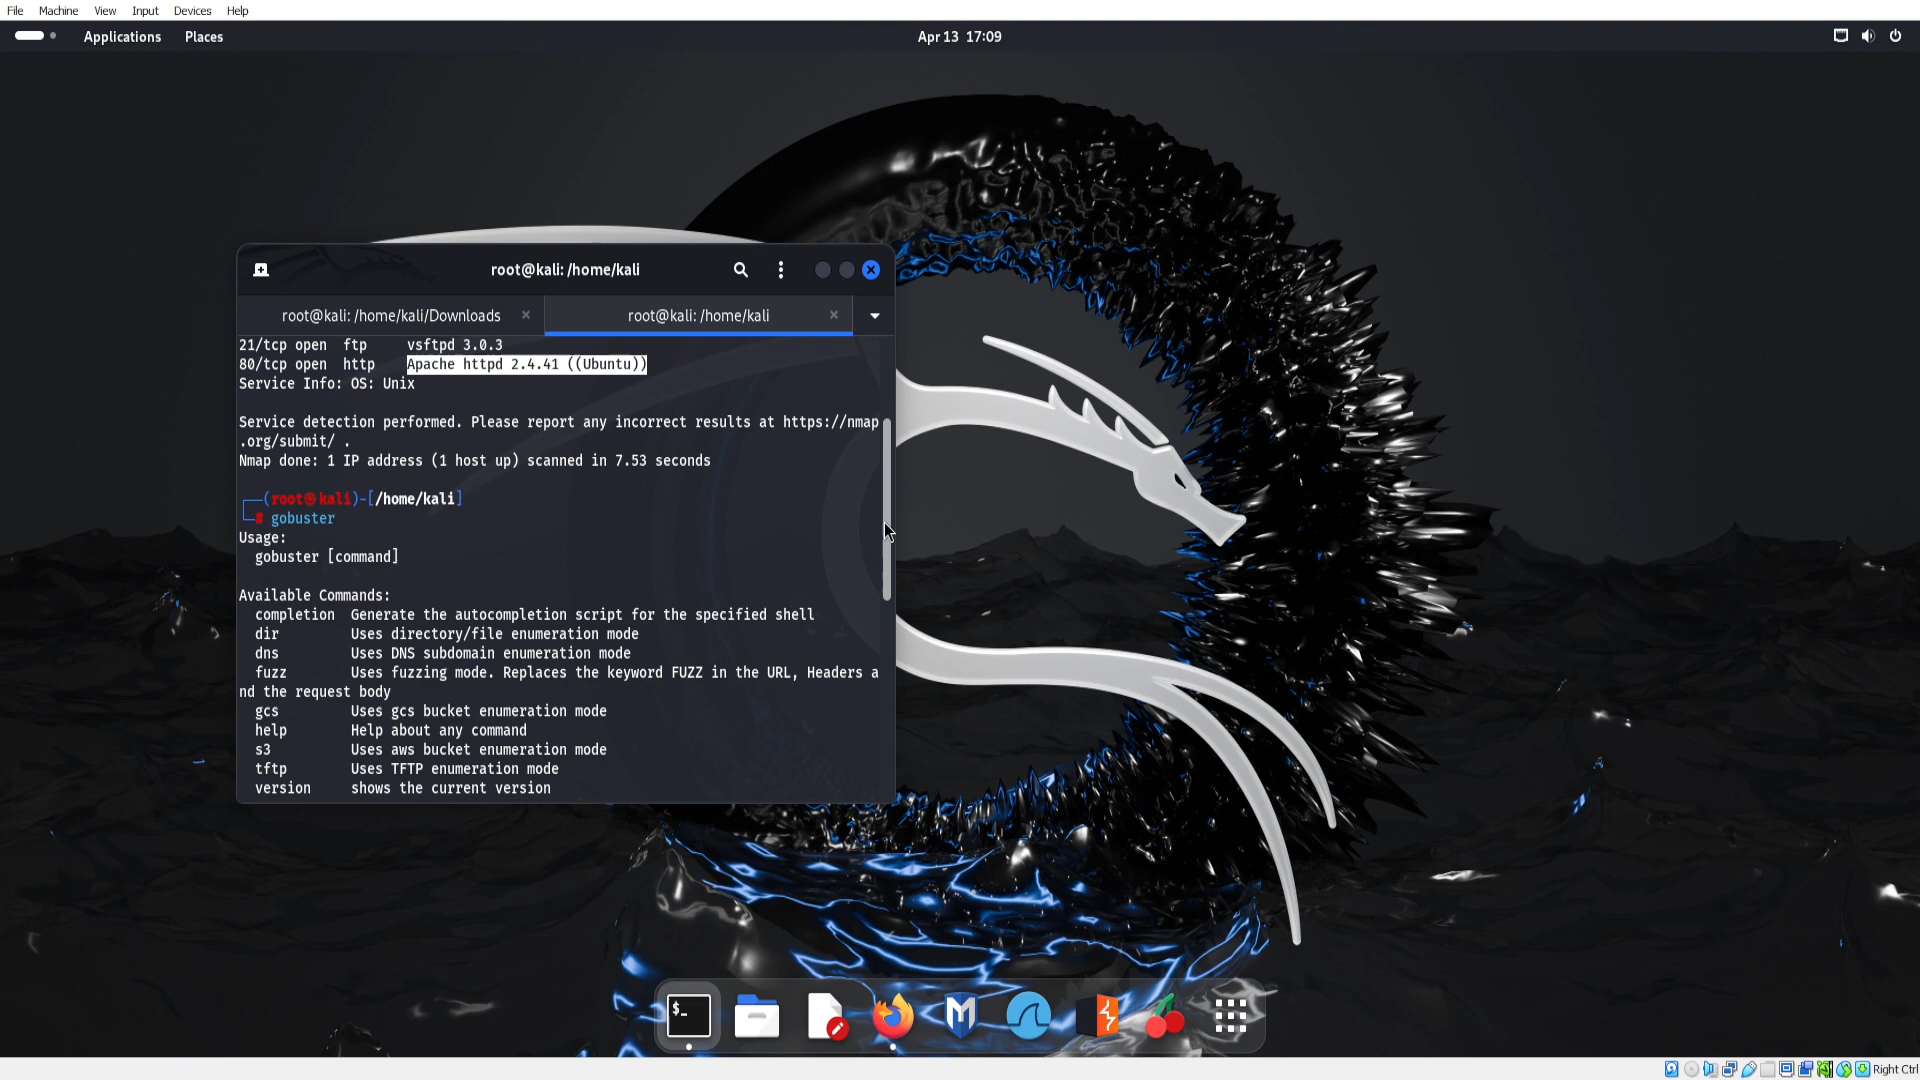 File Machine View Input Devices Help
Applications Places Apr 13 17:09
root@kali: /home/kali
root@kali: /home/kali/Downloads × root@kali: /home/kali ×
21/tcp open  ftp     vsftpd 3.0.3
80/tcp open  http    Apache httpd 2.4.41 ((Ubuntu))
Service Info: OS: Unix
Service detection performed. Please report any incorrect results at https://nmap
.org/submit/ .
Nmap done: 1 IP address (1 host up) scanned in 7.53 seconds
┌──(root㉿kali)-[/home/kali]
└─# gobuster
Usage:
  gobuster [command]
Available Commands:
  completion  Generate the autocompletion script for the specified shell
  dir         Uses directory/file enumeration mode
  dns         Uses DNS subdomain enumeration mode
  fuzz        Uses fuzzing mode. Replaces the keyword FUZZ in the URL, Headers a
nd the request body
  gcs         Uses gcs bucket enumeration mode
  help        Help about any command
  s3          Uses aws bucket enumeration mode
  tftp        Uses TFTP enumeration mode
  version     shows the current version
$_
Right Ctrl